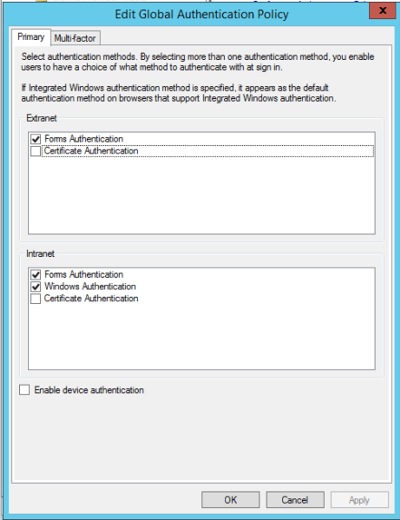 Edit Global Authentication Policy
x
Primary Multi-factor
Select authentication methods. By selecting more than one authentication method, you enable
users to have a choice of what method to authenticate with at sign in.
If Integrated Windows authentication method is specified, it appears as the default
authentication method on browsers that support Integrated Windows authentication.
Extranet
Forms Authentication
Certificate Authentication
Intranet
Forms Authentication
Windows Authentication
Certificate Authentication
Enable device authentication
OK Cancel Apply